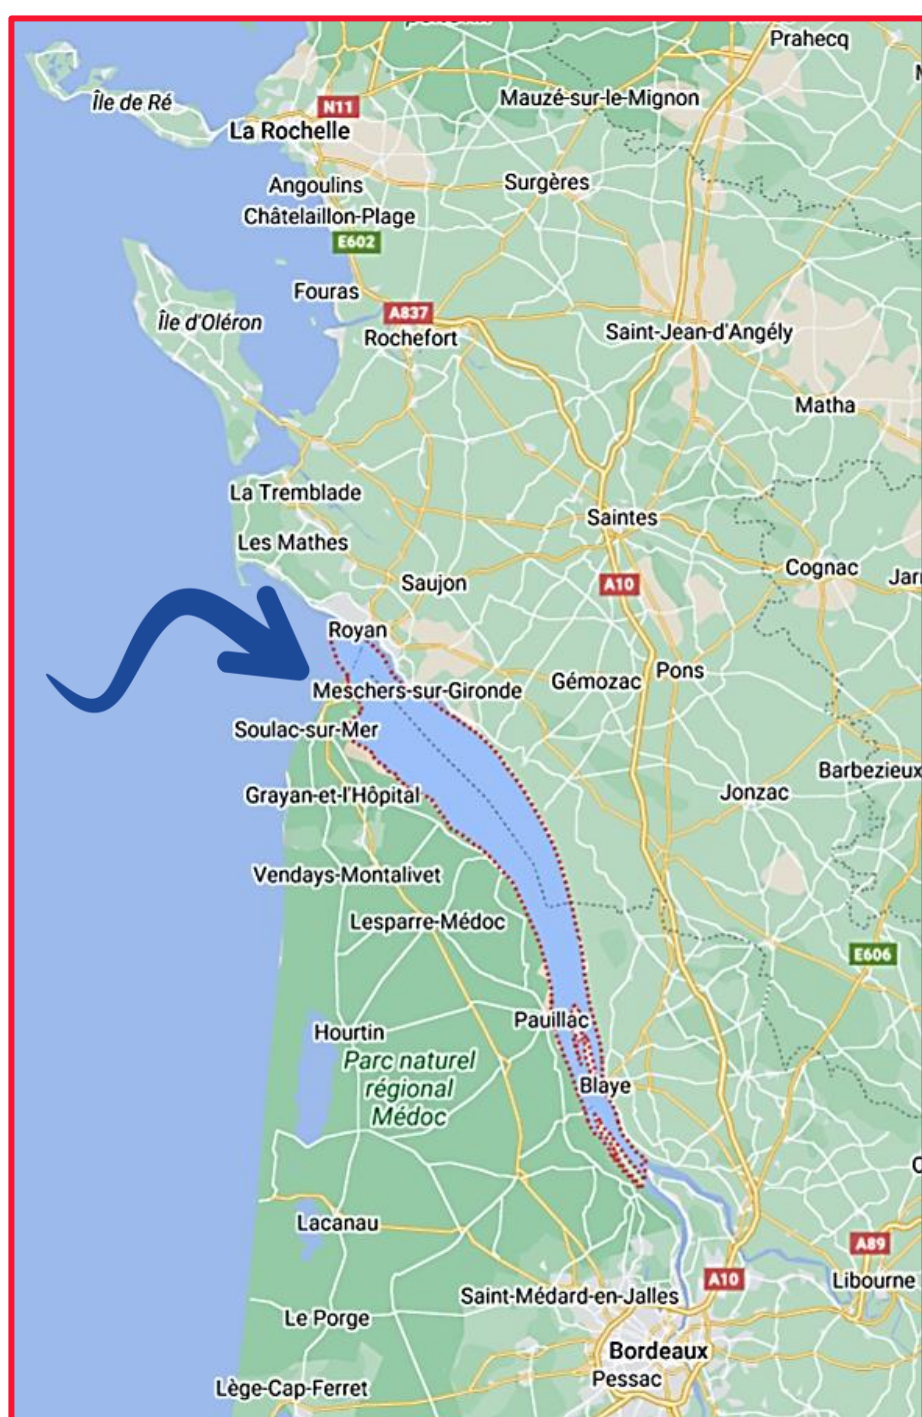 Prahecq
Île de Ré
N11
Mauzé-sur-le-Mignon
La Rochelle
Angoulins
Surgères
Châtelaillon-Plage
E602
Fouras
A837
Île d'Oléron
Rochefort
Saint-Jean-d'Angély
Matha
La Tremblade
Saintes
Les Mathes
Cognac
Jar
Saujon
A10
Royan
Meschers-sur-Gironde
Gémozac
Pons
Soulac-sur-Mer
Barbezieux
Grayan-et-l'Hôpital
Jonzac
Vendays-Montalivet
Lesparre-Médoc
E606
Pauillac
Hourtin
Parc naturel
régional
Médoc
Blaye
Lacanau
A89
A10
Libourne
Saint-Médard-en-Jalles
Le Porge
Bordeaux
Pessac
Lège-Cap-Ferret